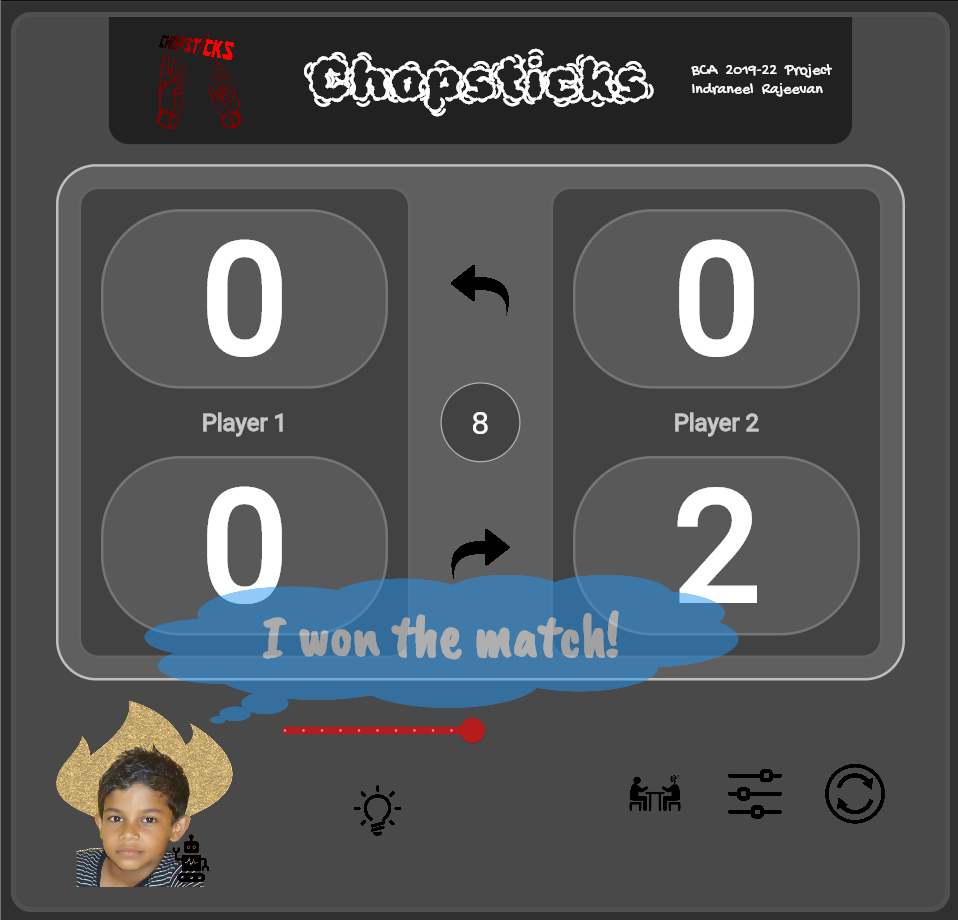 CHOPSTICKS
Chopsticks
BCA 2019-22 Project
Indraneel Rajeevan
0
0
Player 1
8
Player 2
0
2
I won the match!